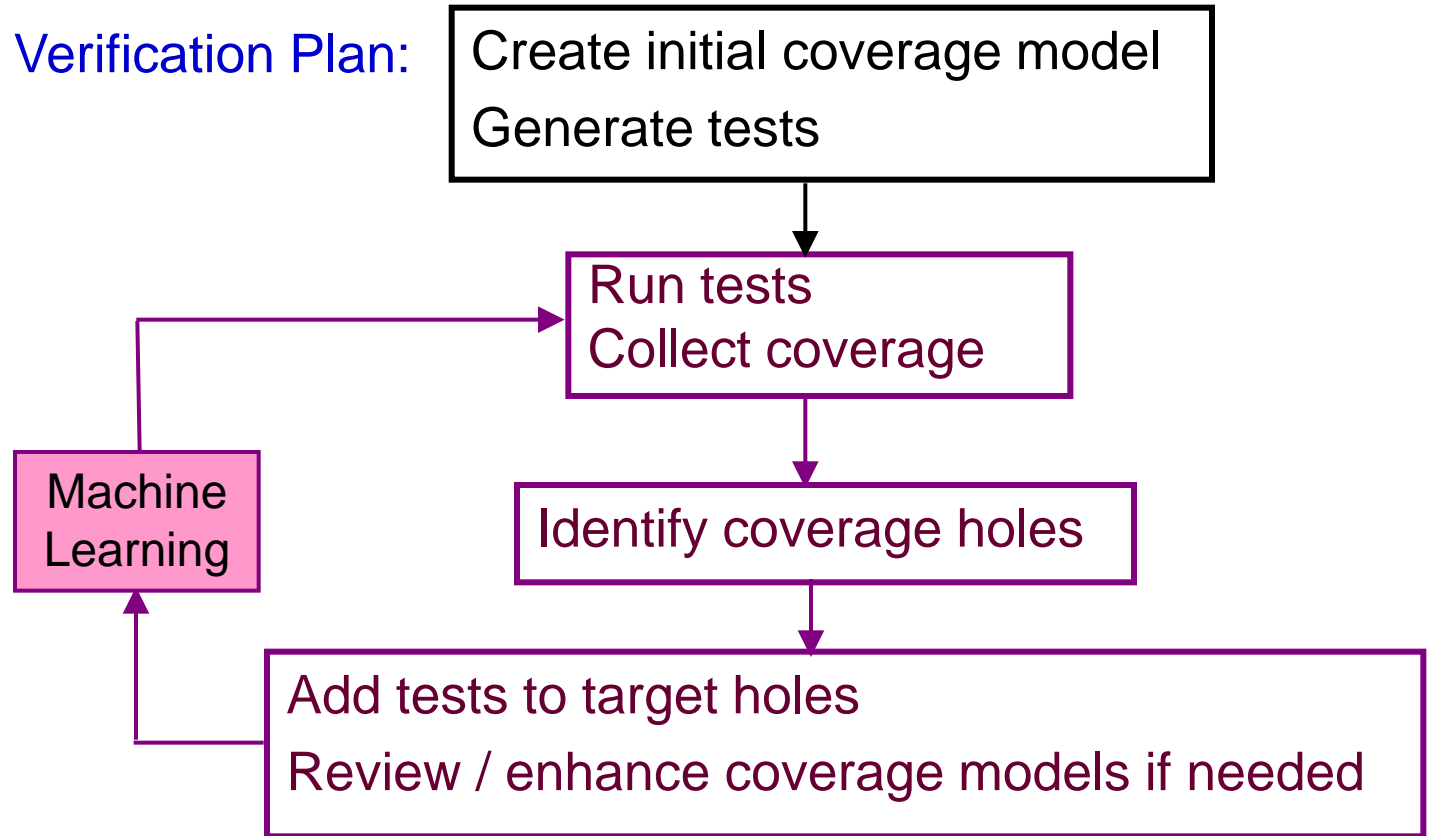 Verification Plan:
Create initial coverage model
Generate tests
Run tests
Collect coverage
Identify coverage holes
Machine
Learning
Add tests to target holes
Review / enhance coverage models if needed